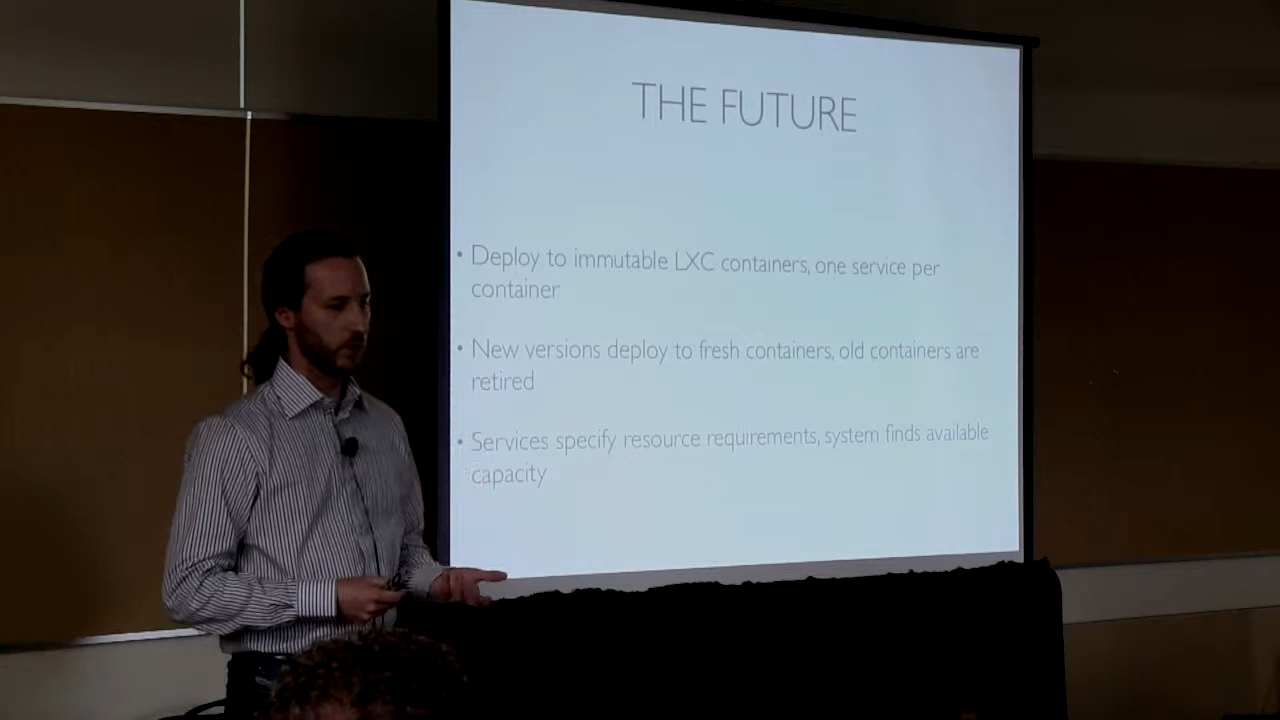 THE FUTURE
• Deploy to immutable LXC containers, one service per
container
• New versions deploy to fresh containers, old containers are
retired
• Services specify resource requirements, system finds available
capacity